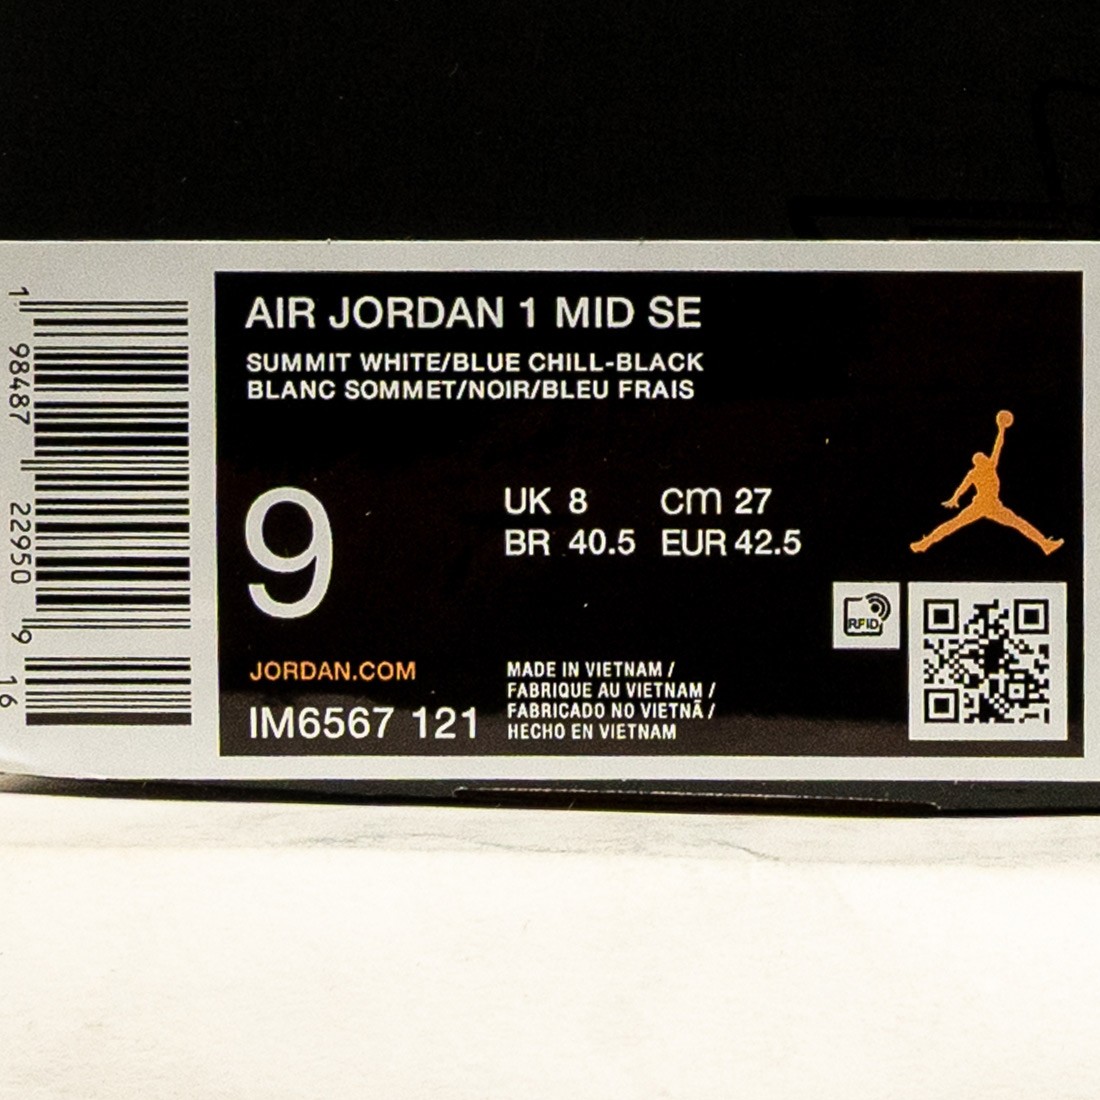 AIR JORDAN 1 MID SE
SUMMIT WHITE/BLUE CHILL-BLACK
BLANC SOMMET/NOIR/BLEU FRAIS
9
UK 8 cm 27
BR 40.5 EUR 42.5
RFID
JORDAN.COM
IM6567 121
MADE IN VIETNAM /
FABRIQUE AU VIETNAM /
FABRICADO NO VIETNÃ /
HECHO EN VIETNAM
1 98487 22950 9 16